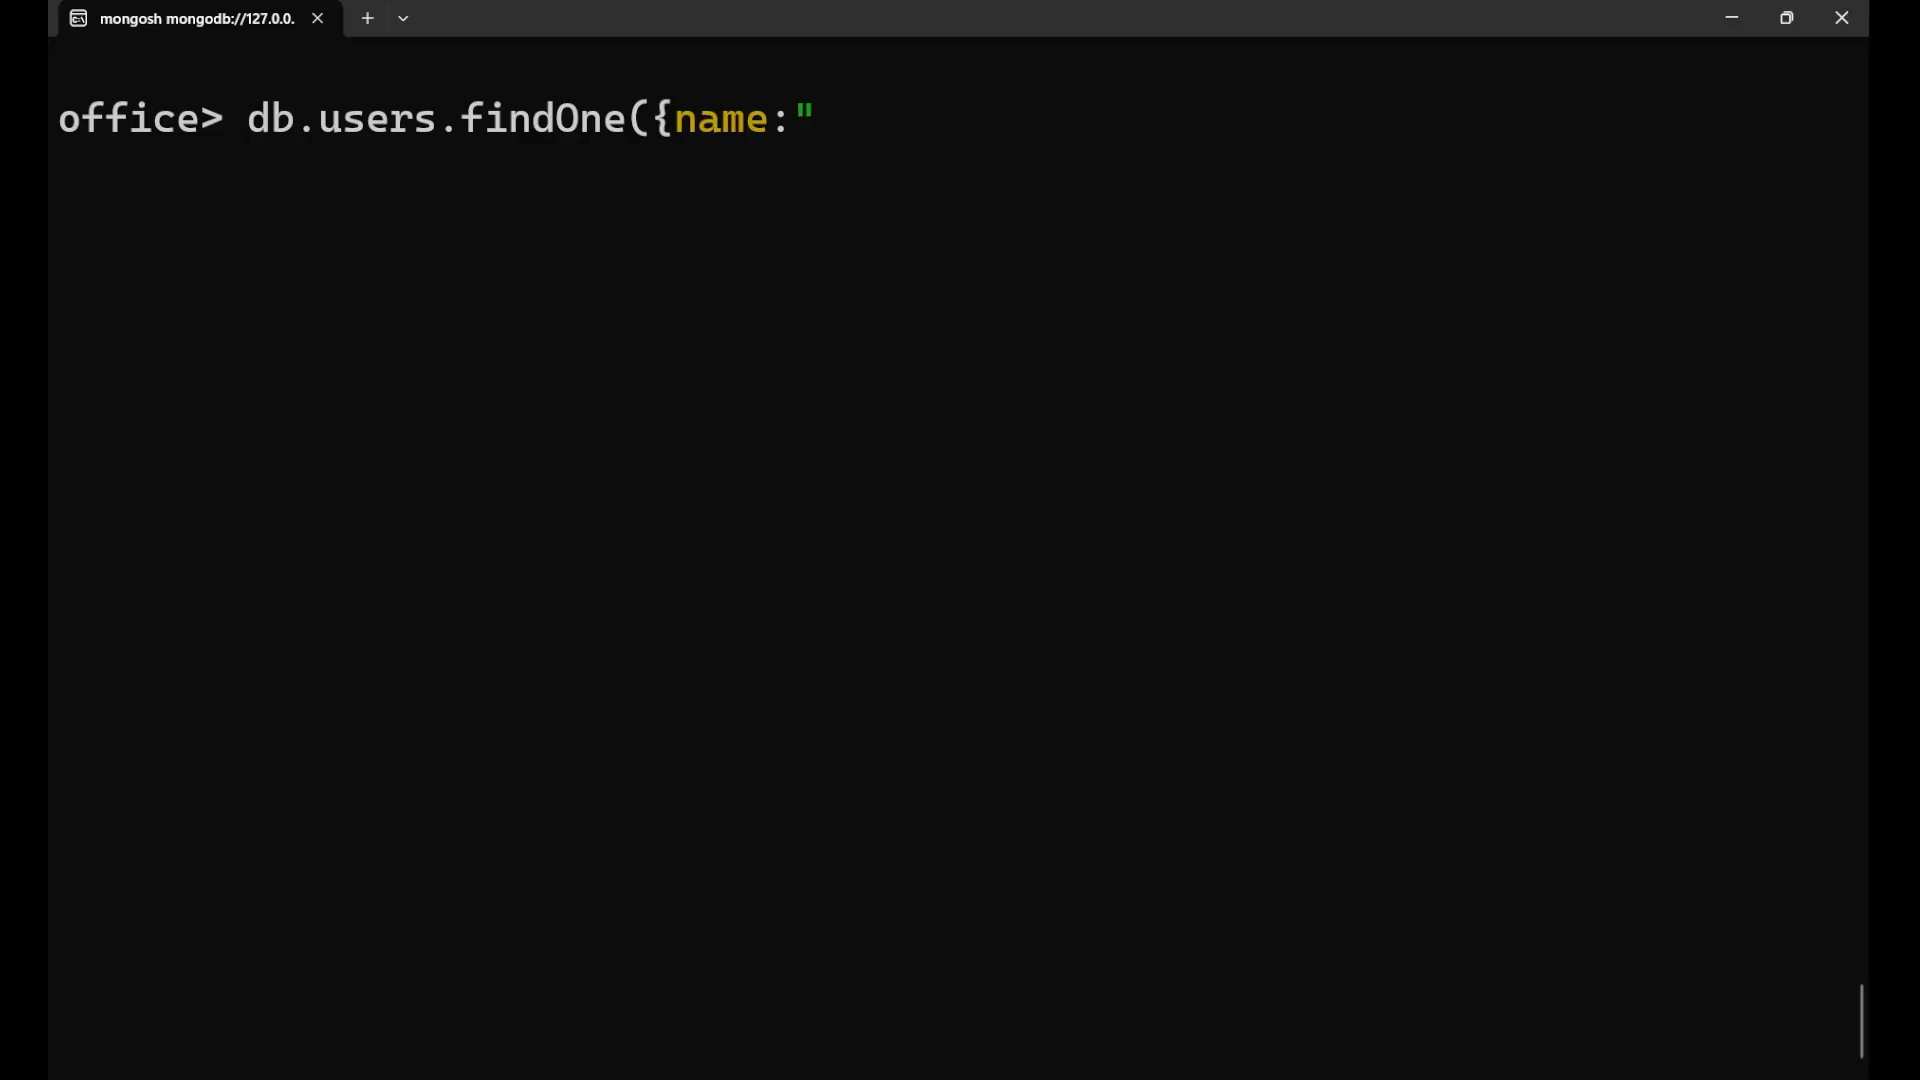 mongosh mongodb://127.0.0.
office> db.users.findOne({name:"